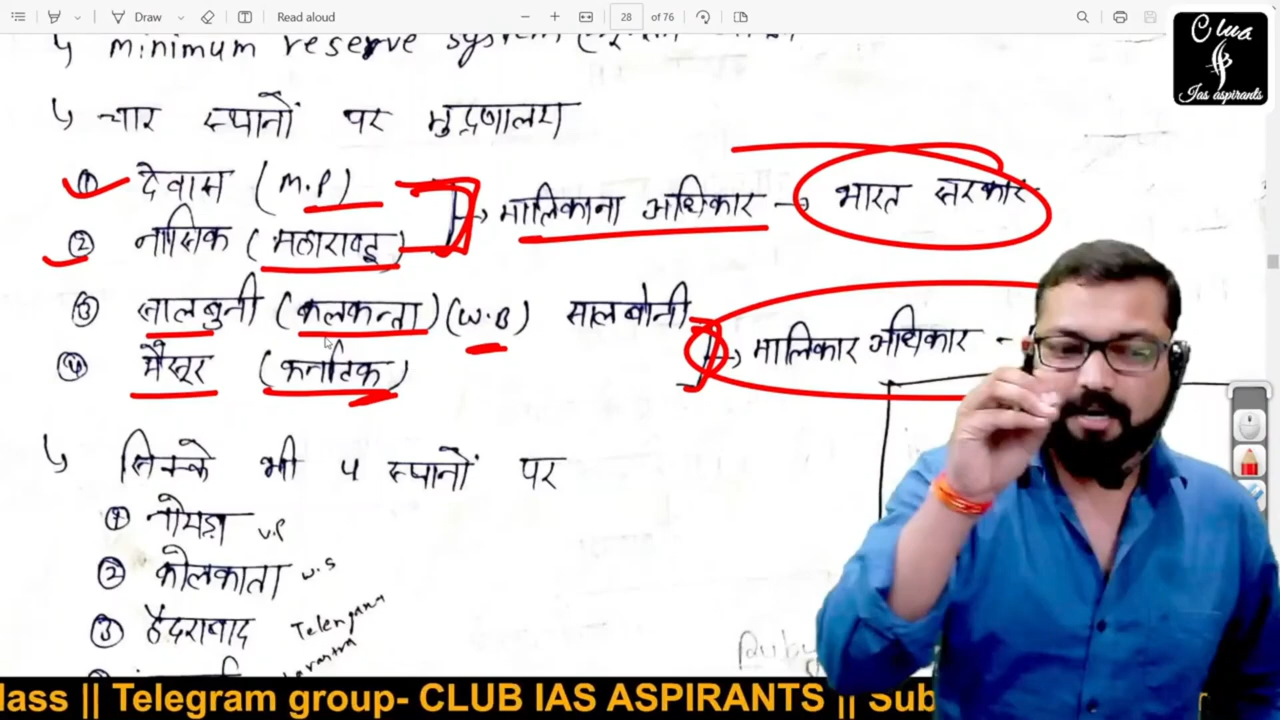 Draw
Read aloud
28 of 76
Club
Ias aspirants
↳ minimum reserve system
↳ चार स्थानों पर मुद्रणालय
① देवास (M.P)
② नासिक (महाराष्ट्र)
→ मालिकाना अधिकार → भारत सरकार
③ सालबुनी (कलकत्ता) (W.B) सालबोनी
④ मैसूर (कर्नाटक)
→ मालिकार अधिकार -
↳ सिक्के भी 4 स्थानों पर
① नोयडा U.P
② कोलकाता W.B
③ हैदराबाद Telengana
lass || Telegram group- CLUB IAS ASPIRANTS || Sub